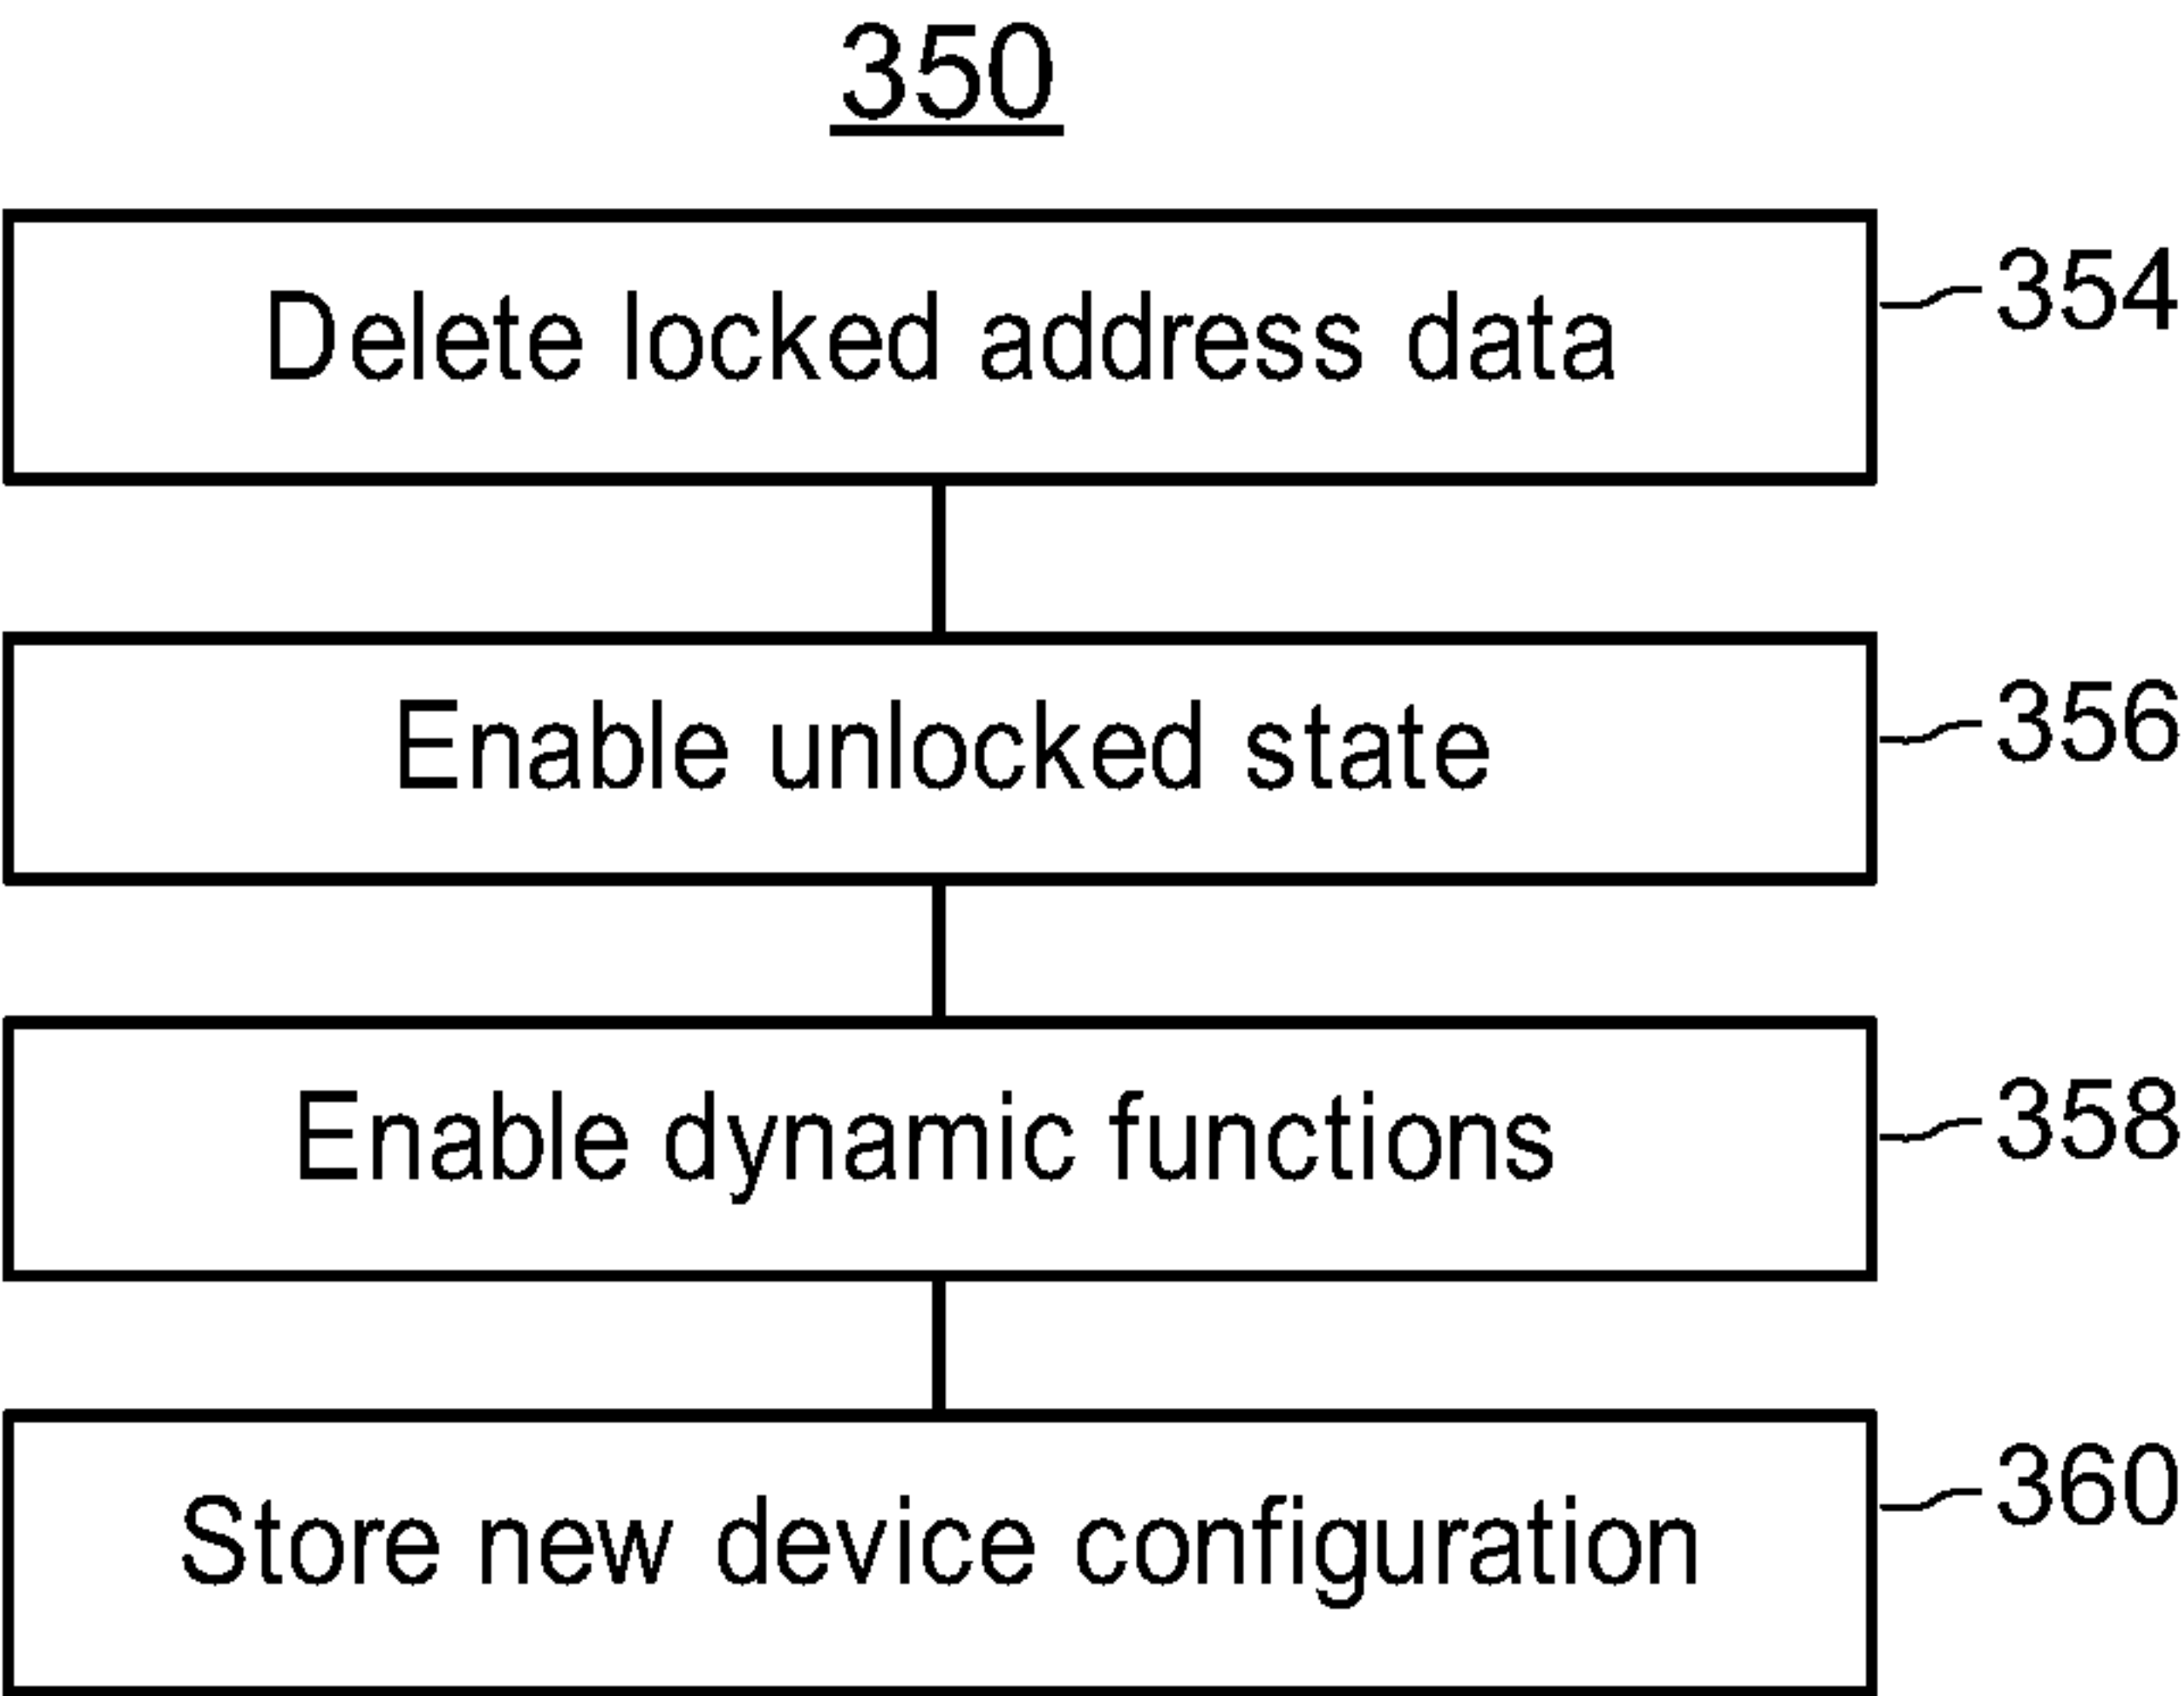 350
Delete locked address data
354
Enable unlocked state
356
Enable dynamic functions
358
Store new device configuration
360